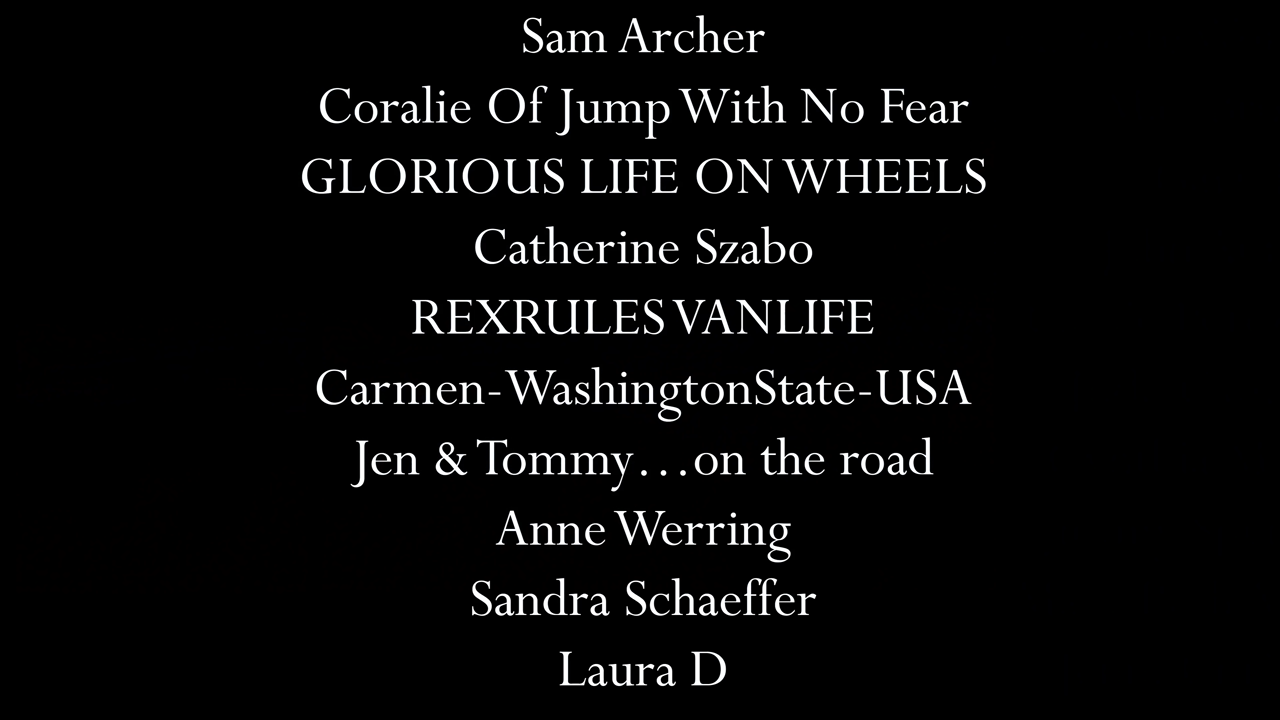 Sam Archer
Coralie Of Jump With No Fear
GLORIOUS LIFE ON WHEELS
Catherine Szabo
REXRULES VANLIFE
Carmen-WashingtonState-USA
Jen & Tommy…on the road
Anne Werring
Sandra Schaeffer
Laura D